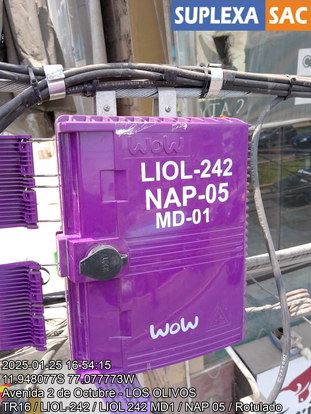 SUPLEXA SAC
WOW
LIOL-242
NAP-05
MD-01
WOW
2025-01-25 16:54:15
11.948077S 77.077773W
Avenida 2 de Octubre - LOS OLIVOS
TR16 / LIOL-242 / LIOL 242 MD1 / NAP 05 / Rotulado